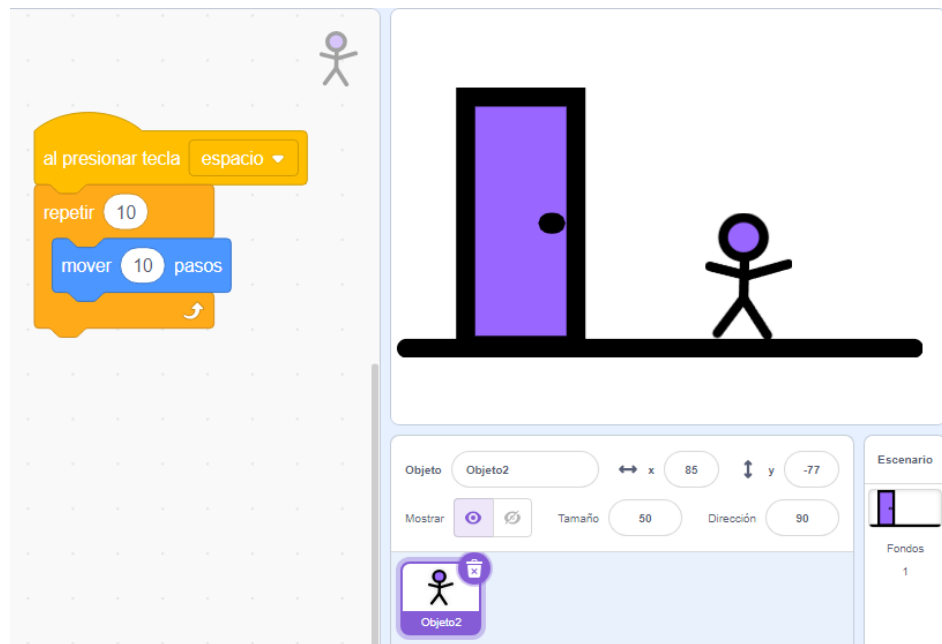 al presionar tecla espacio
repetir 10
mover 10 pasos
Objeto Objeto2 x 85 y -77
Mostrar Tamaño 50 Dirección 90
Objeto2
Escenario
Fondos
1